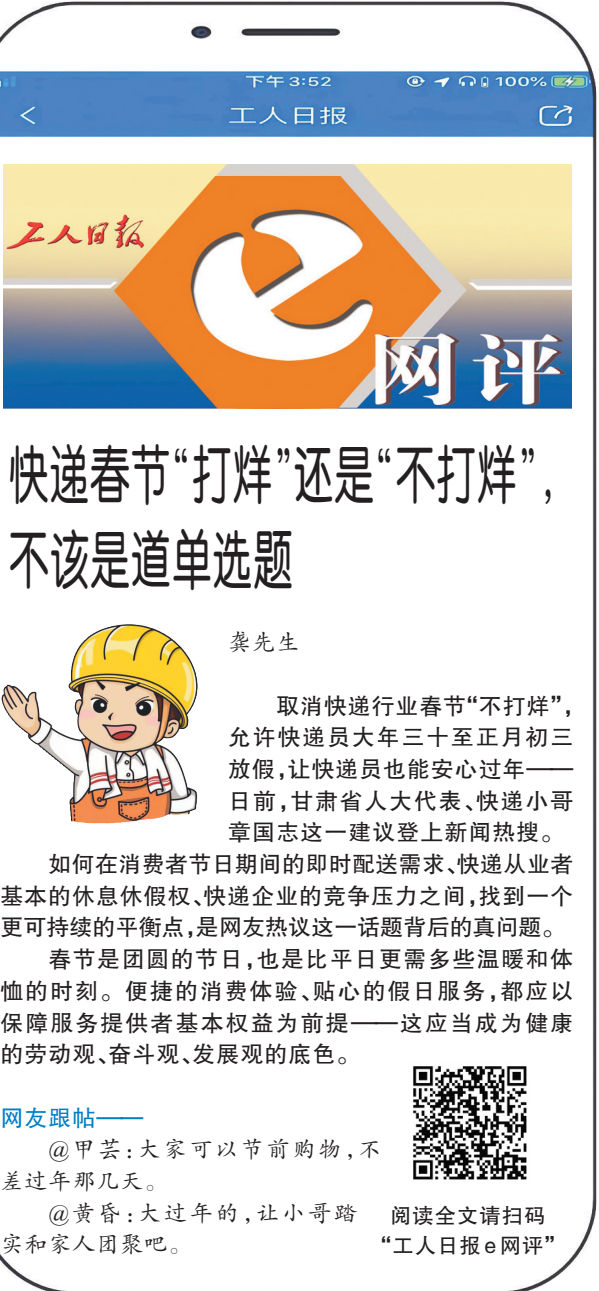 下午3:52
100%
工人日报
工人日报
e
网评
快递春节“打烊”还是“不打烊”,
不该是道单选题
龚先生
取消快递行业春节“不打烊”,
允许快递员大年三十至正月初三
放假,让快递员也能安心过年——
日前,甘肃省人大代表、快递小哥
章国志这一建议登上新闻热搜。
如何在消费者节日期间的即时配送需求、快递从业者
基本的休息休假权、快递企业的竞争压力之间,找到一个
更可持续的平衡点,是网友热议这一话题背后的真问题。
春节是团圆的节日,也是比平日更需多些温暖和体
恤的时刻。便捷的消费体验、贴心的假日服务,都应以
保障服务提供者基本权益为前提——这应当成为健康
的劳动观、奋斗观、发展观的底色。
网友跟帖——
@甲芸:大家可以节前购物,不
差过年那几天。
@黄昏:大过年的,让小哥踏
实和家人团聚吧。
阅读全文请扫码
“工人日报e网评”